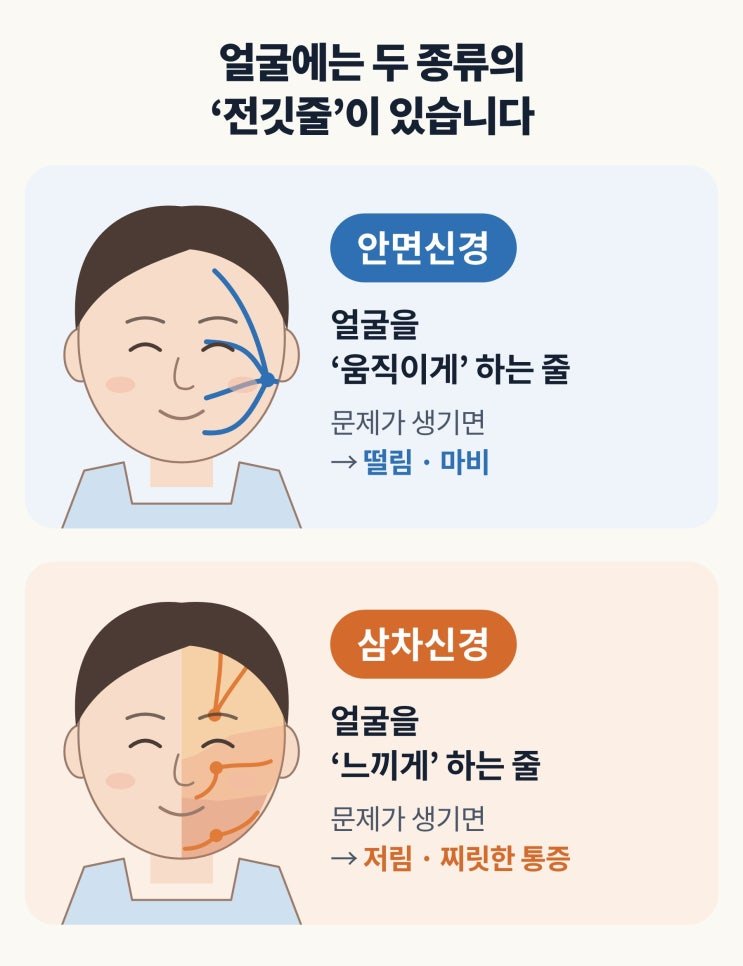 얼굴에는 두 종류의
‘전깃줄’이 있습니다
안면신경
얼굴을
‘움직이게’ 하는 줄
문제가 생기면
→ 떨림 · 마비
삼차신경
얼굴을
‘느끼게’ 하는 줄
문제가 생기면
→ 저림 · 찌릿한 통증